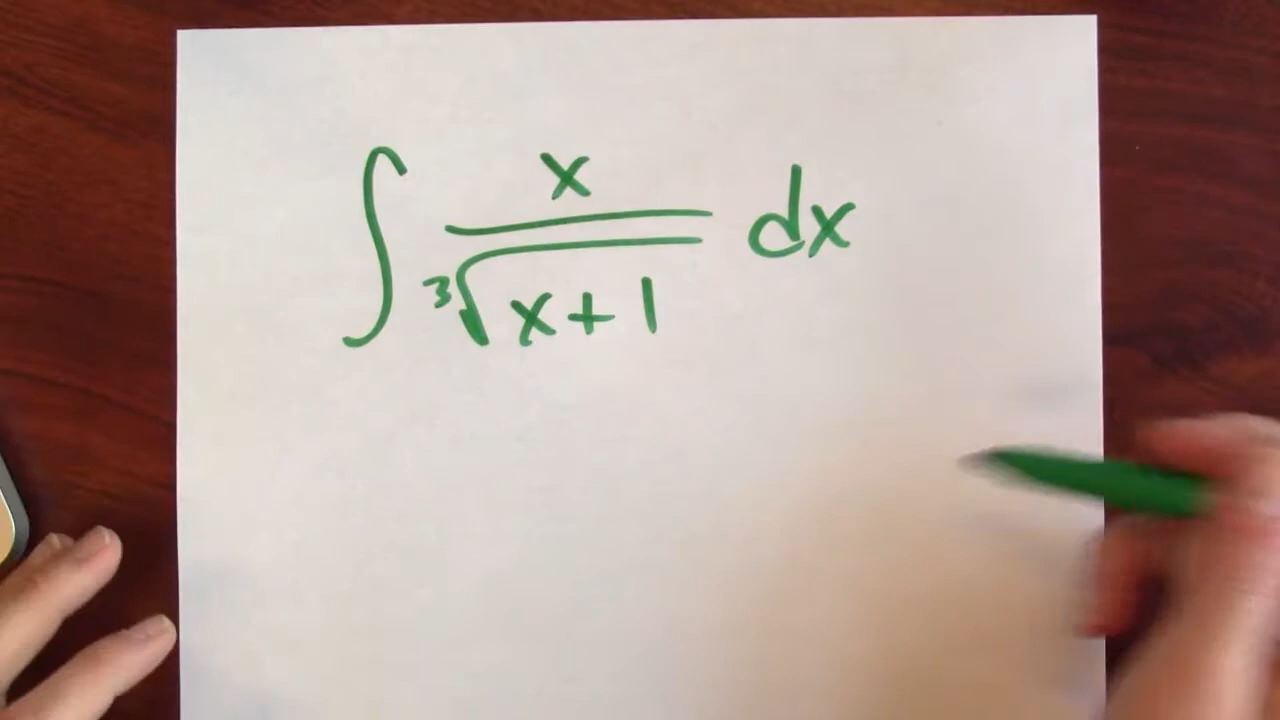 ∫ x / ∛(x+1) dx